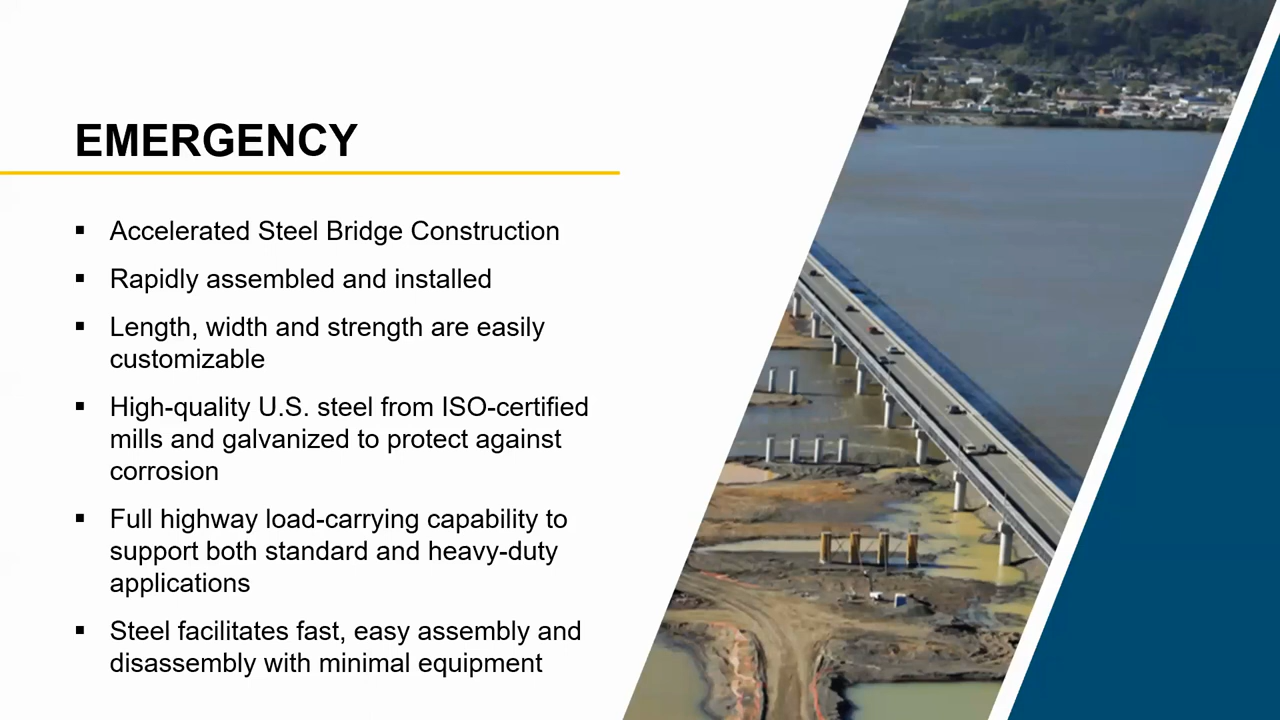 EMERGENCY
▪ Accelerated Steel Bridge Construction
▪ Rapidly assembled and installed
▪ Length, width and strength are easily
customizable
▪ High-quality U.S. steel from ISO-certified
mills and galvanized to protect against
corrosion
▪ Full highway load-carrying capability to
support both standard and heavy-duty
applications
▪ Steel facilitates fast, easy assembly and
disassembly with minimal equipment